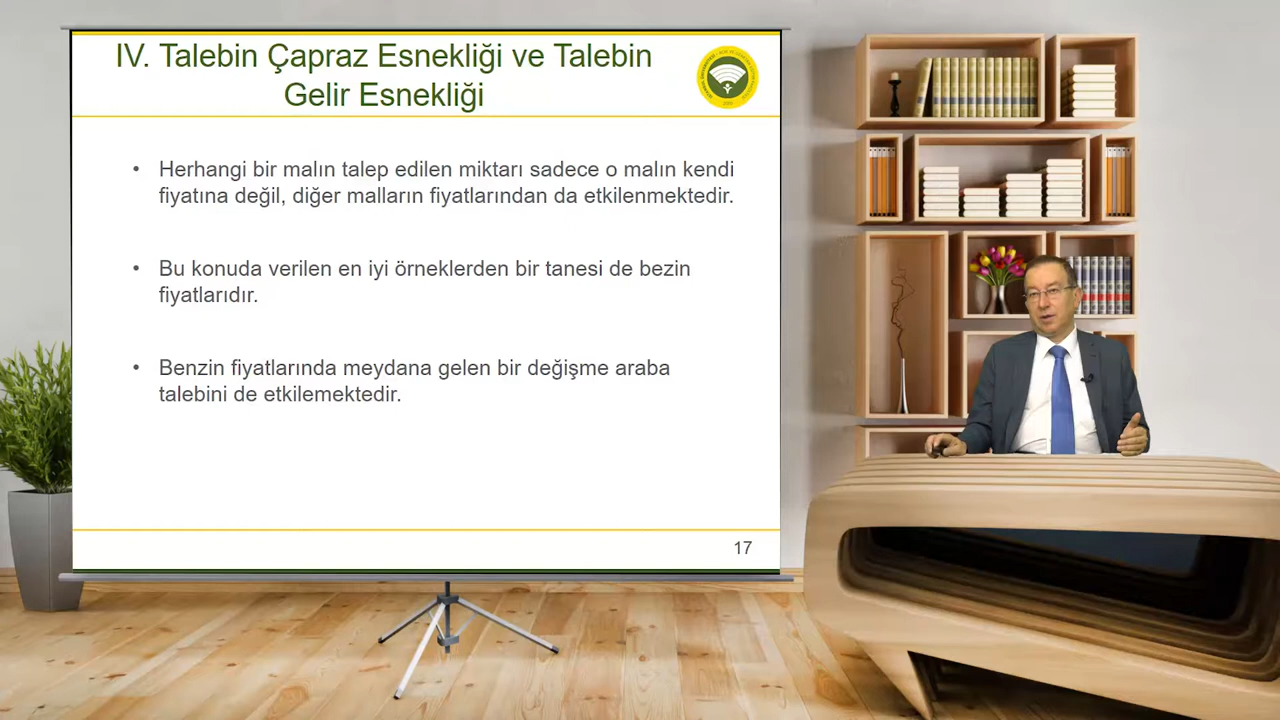 IV. Talebin Çapraz Esnekliği ve Talebin
Gelir Esnekliği
• Herhangi bir malın talep edilen miktarı sadece o malın kendi
fiyatına değil, diğer malların fiyatlarından da etkilenmektedir.
• Bu konuda verilen en iyi örneklerden bir tanesi de bezin
fiyatlarıdır.
• Benzin fiyatlarında meydana gelen bir değişme araba
talebini de etkilemektedir.
17